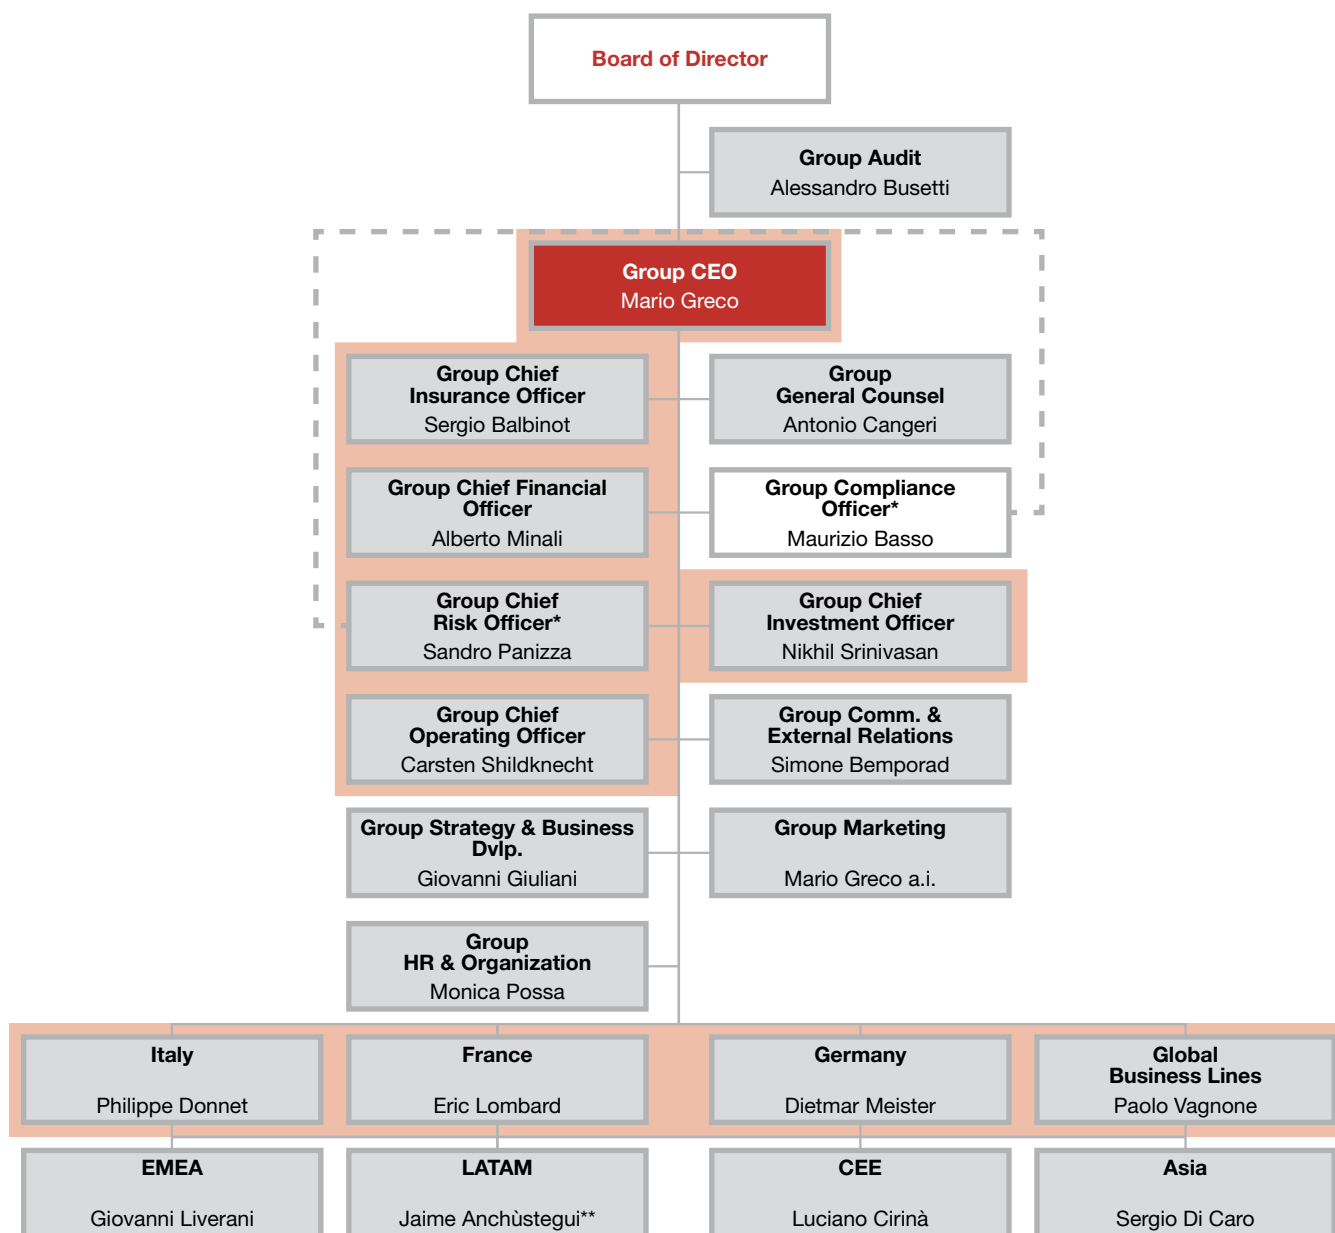 Board of Director
Group Audit
Alessandro Busetti
Group CEO
Mario Greco
Group Chief
Insurance Officer
Sergio Balbinot
Group
General Counsel
Antonio Cangeri
Group Chief Financial
Officer
Alberto Minali
Group Compliance
Officer*
Maurizio Basso
Group Chief
Risk Officer*
Sandro Panizza
Group Chief
Investment Officer
Nikhil Srinivasan
Group Chief
Operating Officer
Carsten Shildknecht
Group Comm. &
External Relations
Simone Bemporad
Group Strategy & Business
Dvlp.
Giovanni Giuliani
Group Marketing
Mario Greco a.i.
Group
HR & Organization
Monica Possa
Italy
Philippe Donnet
France
Eric Lombard
Germany
Dietmar Meister
Global
Business Lines
Paolo Vagnone
EMEA
Giovanni Liverani
LATAM
Jaime Anchùstegui**
CEE
Luciano Cirinà
Asia
Sergio Di Caro